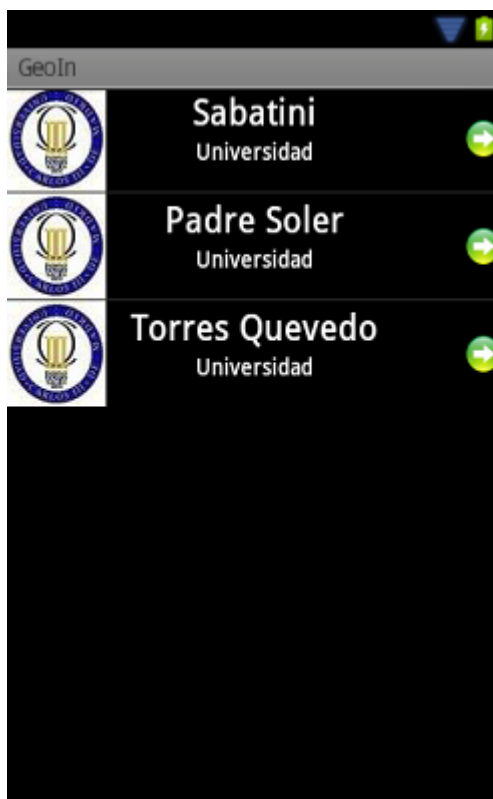 GeoIn
Sabatini
Universidad
Padre Soler
Universidad
Torres Quevedo
Universidad